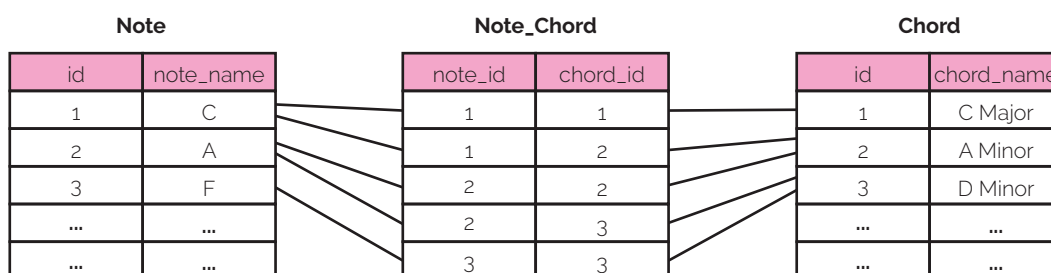 Note Note_Chord Chord
id note_name note_id chord_id id chord_name
1 C 1 1 1 C Major
2 A 1 2 2 A Minor
3 F 2 2 3 D Minor
... ... 2 3 ... ...
... ... 3 3 ... ...